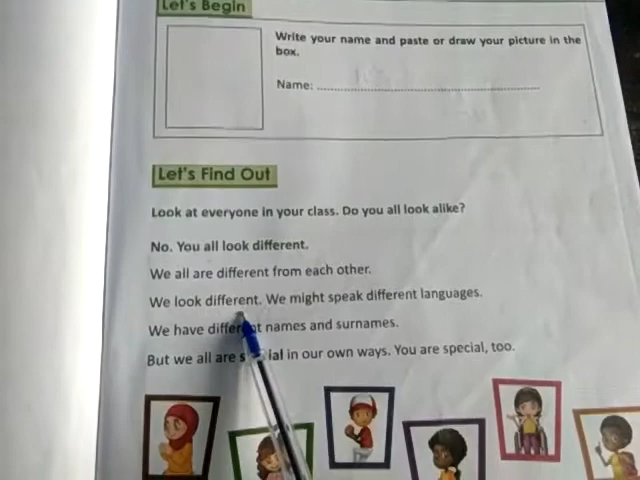 Let's Begin
Write your name and paste or draw your picture in the
box.
Name:
Let's Find Out
Look at everyone in your class. Do you all look alike?
No. You all look different.
We all are different from each other.
We look different. We might speak different languages.
We have different names and surnames.
But we all are special in our own ways. You are special, too.